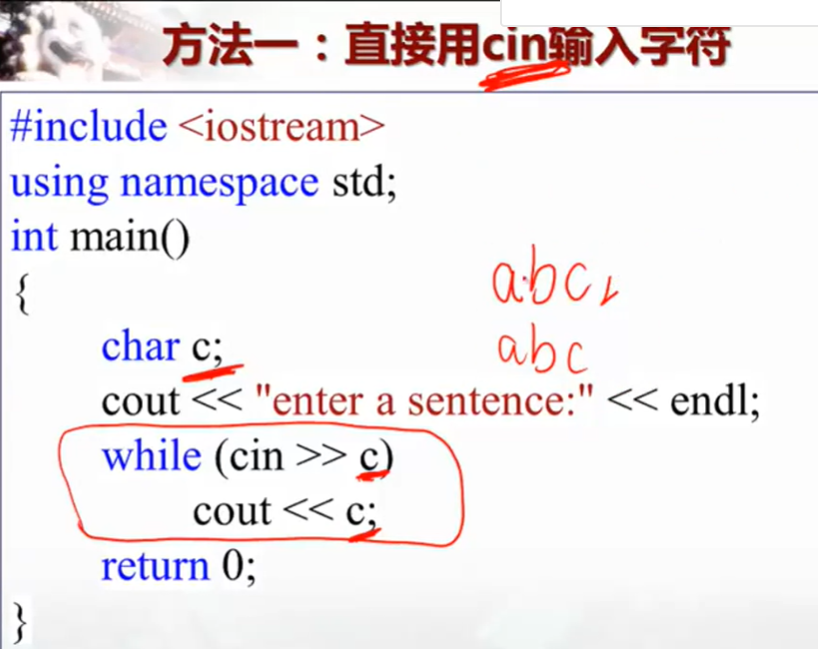 方法一：直接用cin输入字符
#include <iostream>
using namespace std;
int main()
{
char c;
cout << "enter a sentence:" << endl;
while (cin >> c)
cout << c;
return 0;
}
abc↙
abc